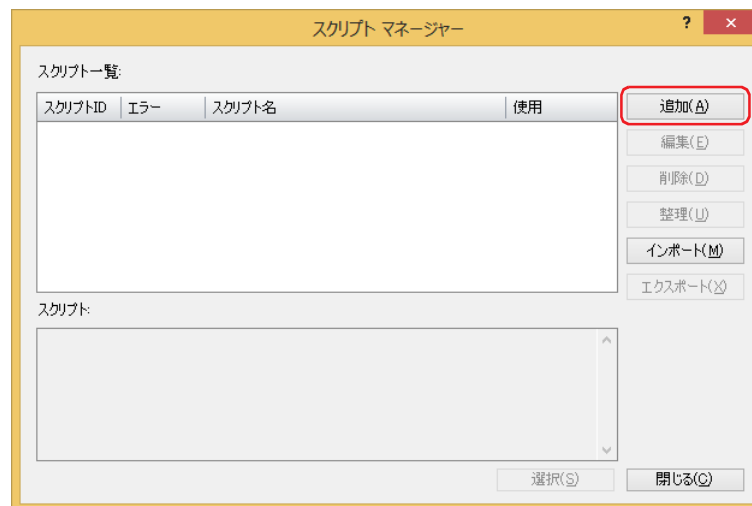 スクリプト マネージャー
? ×
スクリプト一覧:
スクリプトID エラー スクリプト名 使用
追加(A)
編集(E)
削除(D)
整理(U)
インポート(M)
エクスポート(X)
スクリプト:
選択(S) 閉じる(C)